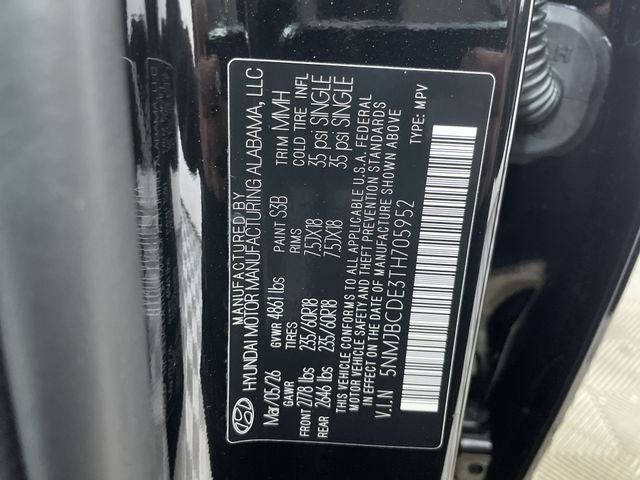 MANUFACTURED BY
HYUNDAI MOTOR MANUFACTURING ALABAMA, LLC
Mar/05/26 GVWR 4861 lbs PAINT S3B TRIM MMH
GAWR TIRES RIMS COLD TIRE INFL
FRONT 2778 lbs 235/60R18 7.5JX18 35 psi SINGLE
REAR 2646 lbs 235/60R18 7.5JX18 35 psi SINGLE
THIS VEHICLE CONFORMS TO ALL APPLICABLE U.S.A. FEDERAL
MOTOR VEHICLE SAFETY AND THEFT PREVENTION STANDARDS
IN EFFECT ON THE DATE OF MANUFACTURE SHOWN ABOVE
V.I.N 5NMJBCDE3TH705952 TYPE: MPV